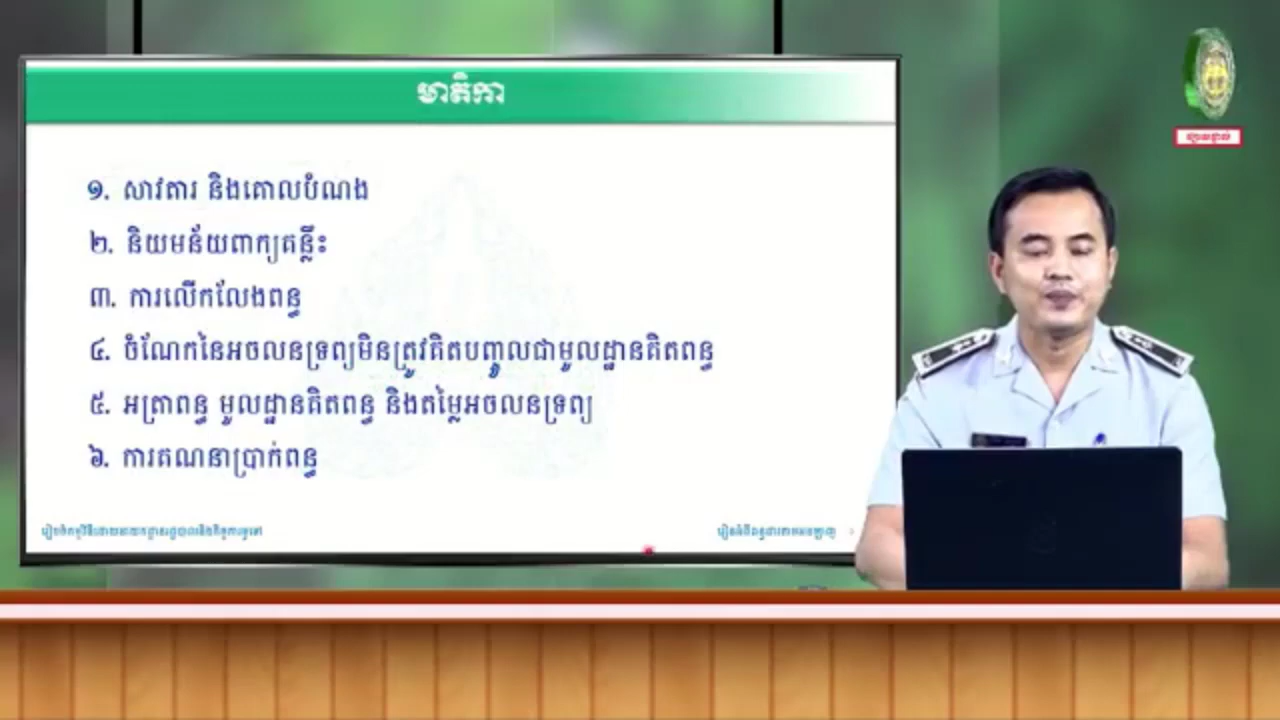 មាតិកា
១. សាវតារ និងគោលបំណង
២. និយមន័យពាក្យគន្លឹះ
៣. ការលើកលែងពន្ធ
៤. ចំណែកនៃអចលនទ្រព្យមិនត្រូវគិតបញ្ចូលជាមូលដ្ឋានគិតពន្ធ
៥. អត្រាពន្ធ មូលដ្ឋានគិតពន្ធ និងតម្លៃអចលនទ្រព្យ
៦. ការគណនាប្រាក់ពន្ធ
ផ្សាយផ្ទាល់